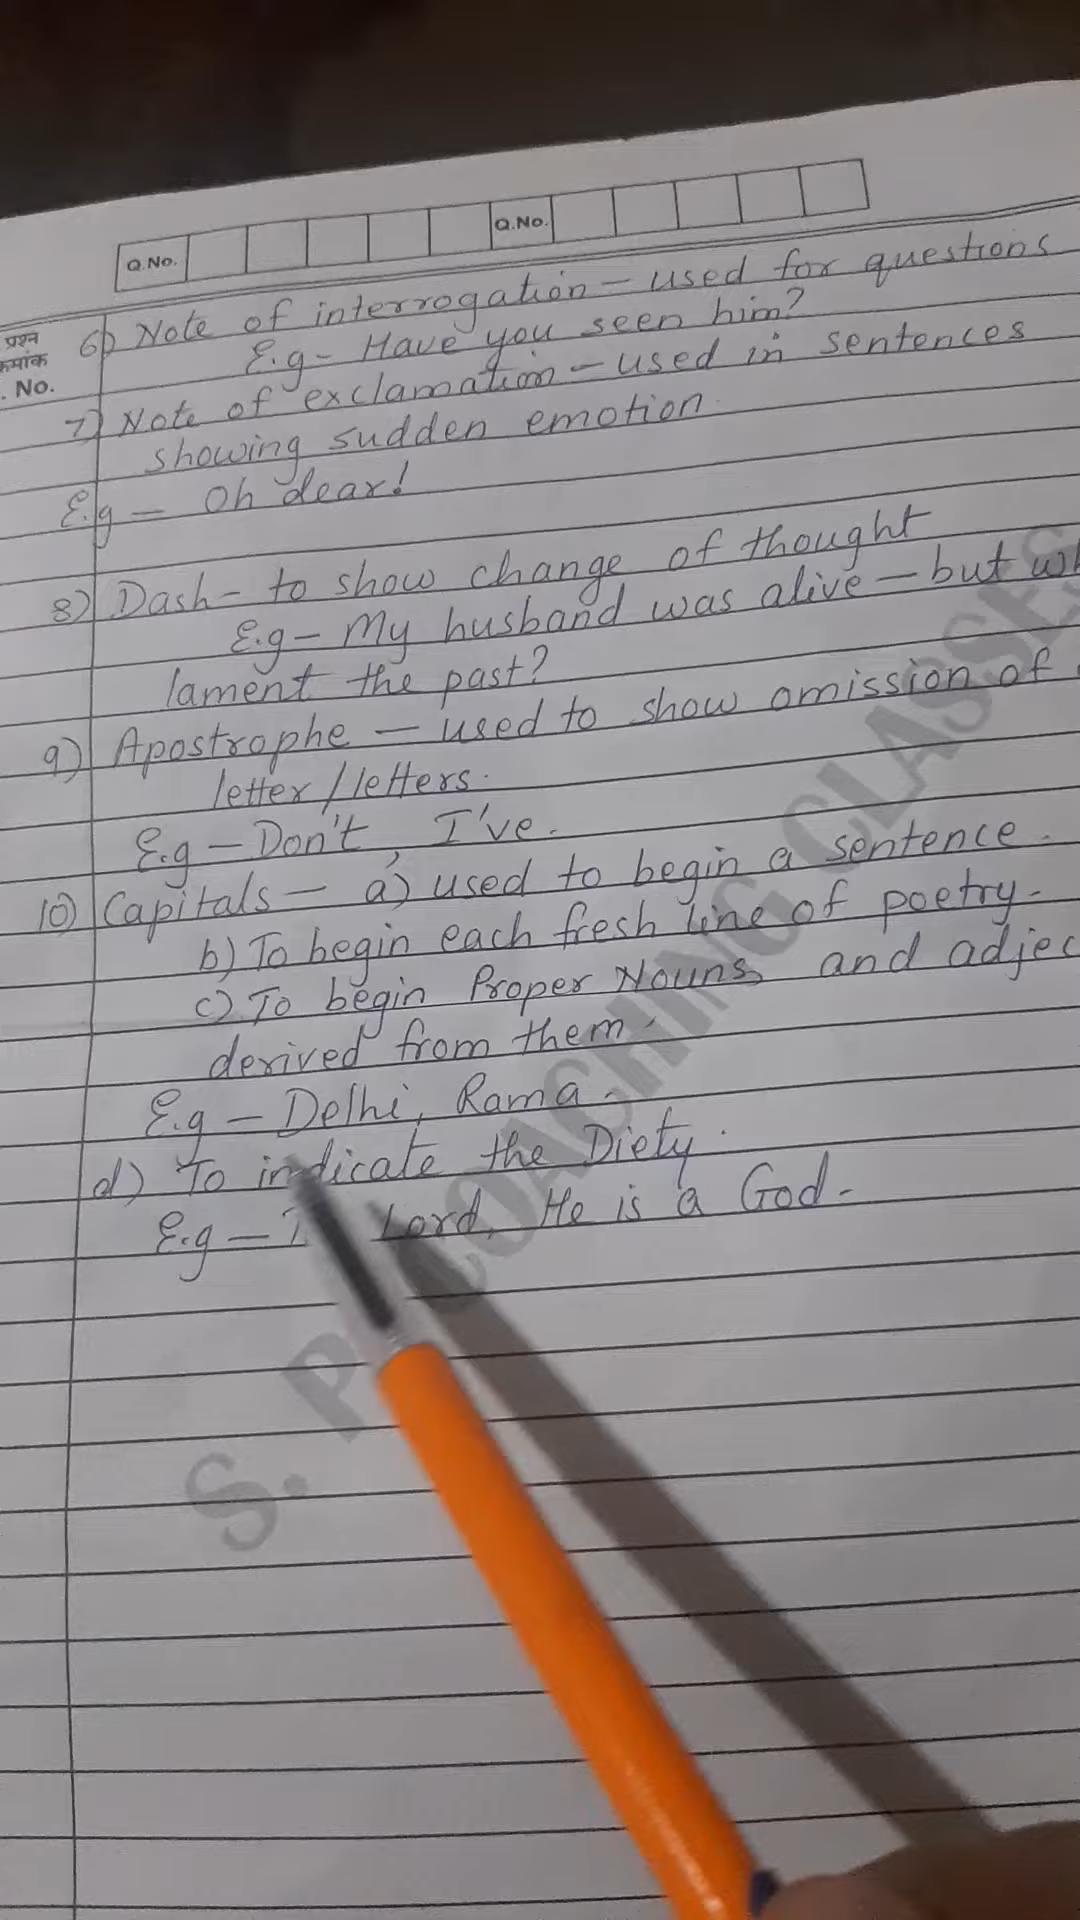 Q.No. Q.No.
प्रश्न
क्रमांक
. No.
6) Note of interrogation – used for questions
E.g – Have you seen him?
7) Note of exclamation – used in sentences
showing sudden emotion.
E.g – Oh dear!
8) Dash – to show change of thought
E.g – My husband was alive – but
lament the past?
9) Apostrophe – used to show omission of
letter/letters.
E.g – Don't, I've.
10) Capitals – a) used to begin a sentence.
b) To begin each fresh line of poetry.
c) To begin Proper Nouns, and adjec
derived from them.
E.g – Delhi, Rama.
d) To indicate the Diety.
E.g – Lord, He is a God.
S. P. COACHING CLASSES